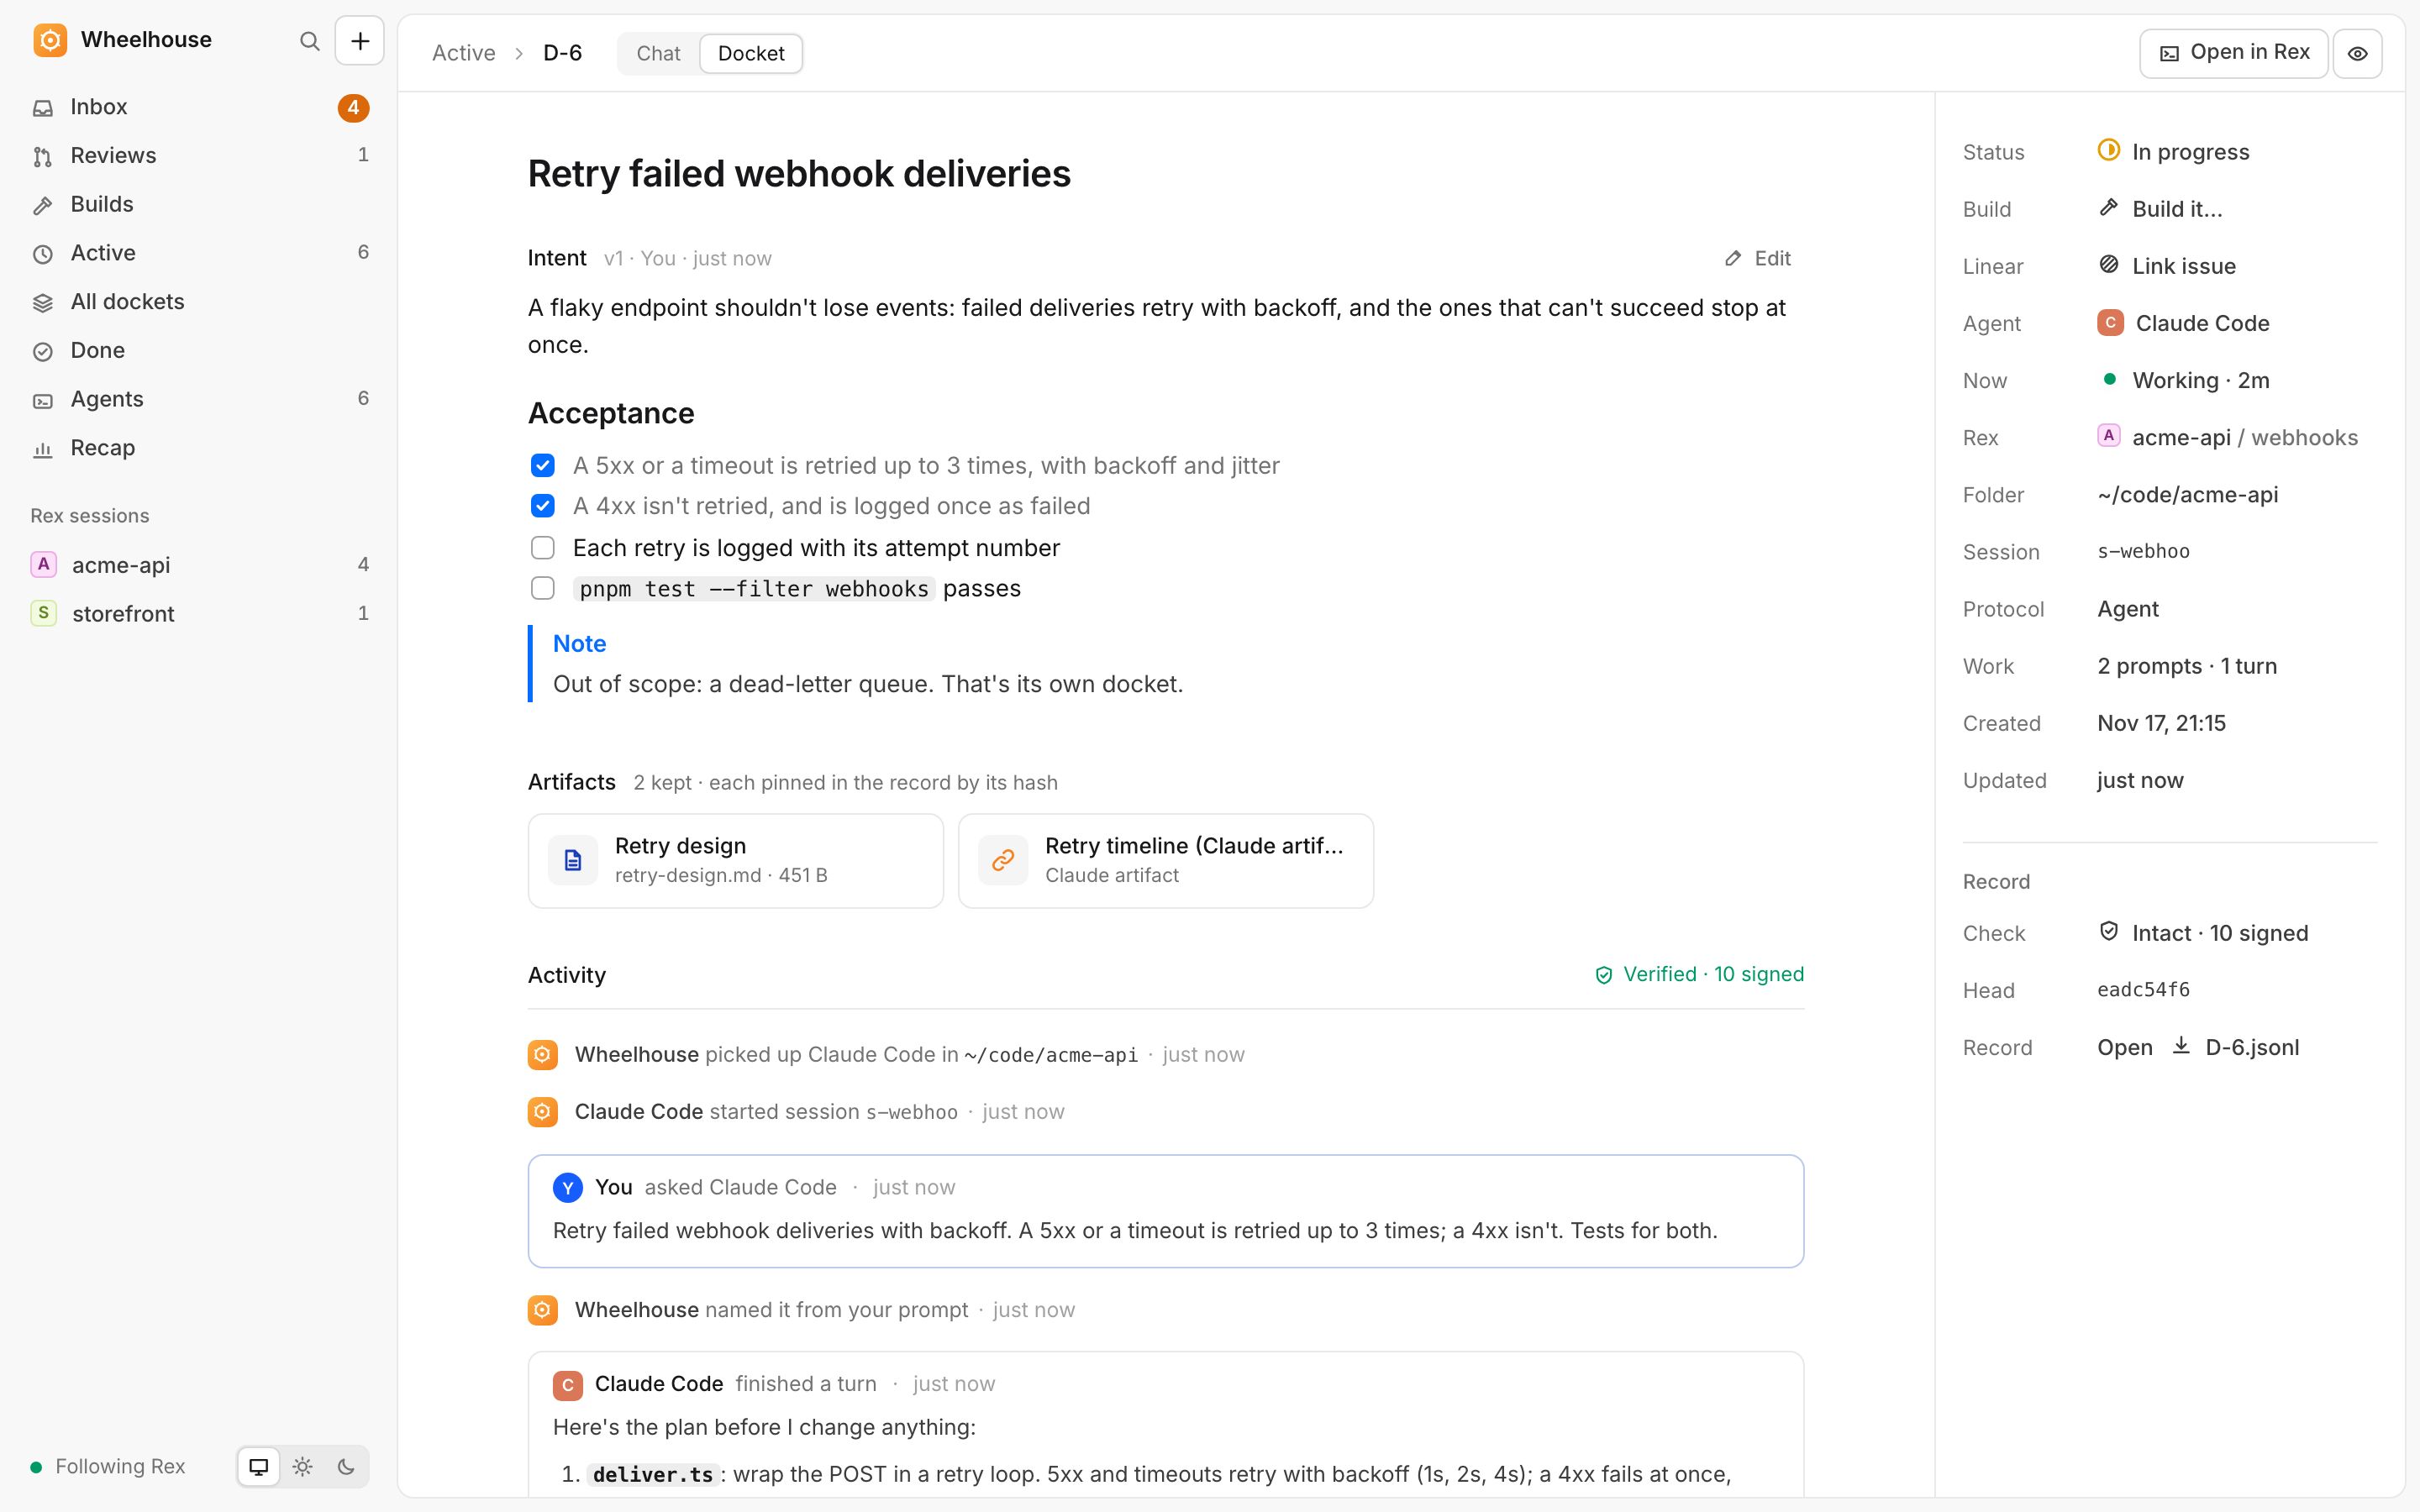 Wheelhouse
Inbox 4
Reviews 1
Builds
Active 6
All dockets
Done
Agents 6
Recap
Rex sessions
A acme-api 4
S storefront 1
Following Rex
Active › D-6 Chat Docket
Open in Rex
Retry failed webhook deliveries
Intent v1 · You · just now Edit
A flaky endpoint shouldn't lose events: failed deliveries retry with backoff, and the ones that can't succeed stop at
once.
Acceptance
A 5xx or a timeout is retried up to 3 times, with backoff and jitter
A 4xx isn't retried, and is logged once as failed
Each retry is logged with its attempt number
pnpm test --filter webhooks passes
Note
Out of scope: a dead-letter queue. That's its own docket.
Artifacts 2 kept · each pinned in the record by its hash
Retry design
retry-design.md · 451 B
Retry timeline (Claude artif...
Claude artifact
Activity Verified · 10 signed
Wheelhouse picked up Claude Code in ~/code/acme-api · just now
Claude Code started session s-webhoo · just now
Y You asked Claude Code · just now
Retry failed webhook deliveries with backoff. A 5xx or a timeout is retried up to 3 times; a 4xx isn't. Tests for both.
Wheelhouse named it from your prompt · just now
C Claude Code finished a turn · just now
Here's the plan before I change anything:
1. deliver.ts: wrap the POST in a retry loop. 5xx and timeouts retry with backoff (1s, 2s, 4s); a 4xx fails at once,
Status In progress
Build Build it...
Linear Link issue
Agent C Claude Code
Now Working · 2m
Rex A acme-api / webhooks
Folder ~/code/acme-api
Session s-webhoo
Protocol Agent
Work 2 prompts · 1 turn
Created Nov 17, 21:15
Updated just now
Record
Check Intact · 10 signed
Head eadc54f6
Record Open D-6.jsonl